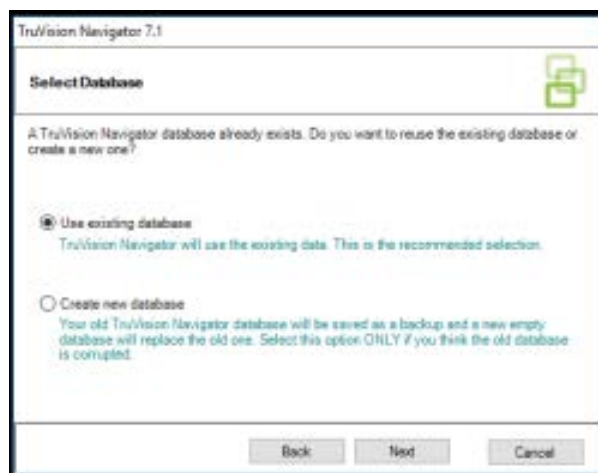 TruVision Navigator 7.1
Select Database
A TruVision Navigator database already exists. Do you want to reuse the existing database or
create a new one?
Use existing database
TruVision Navigator will use the existing data. This is the recommended selection.
Create new database
Your old TruVision Navigator database will be saved as a backup and a new empty
database will replace the old one. Select this option ONLY if you think the old database
is corrupted.
Back Next Cancel